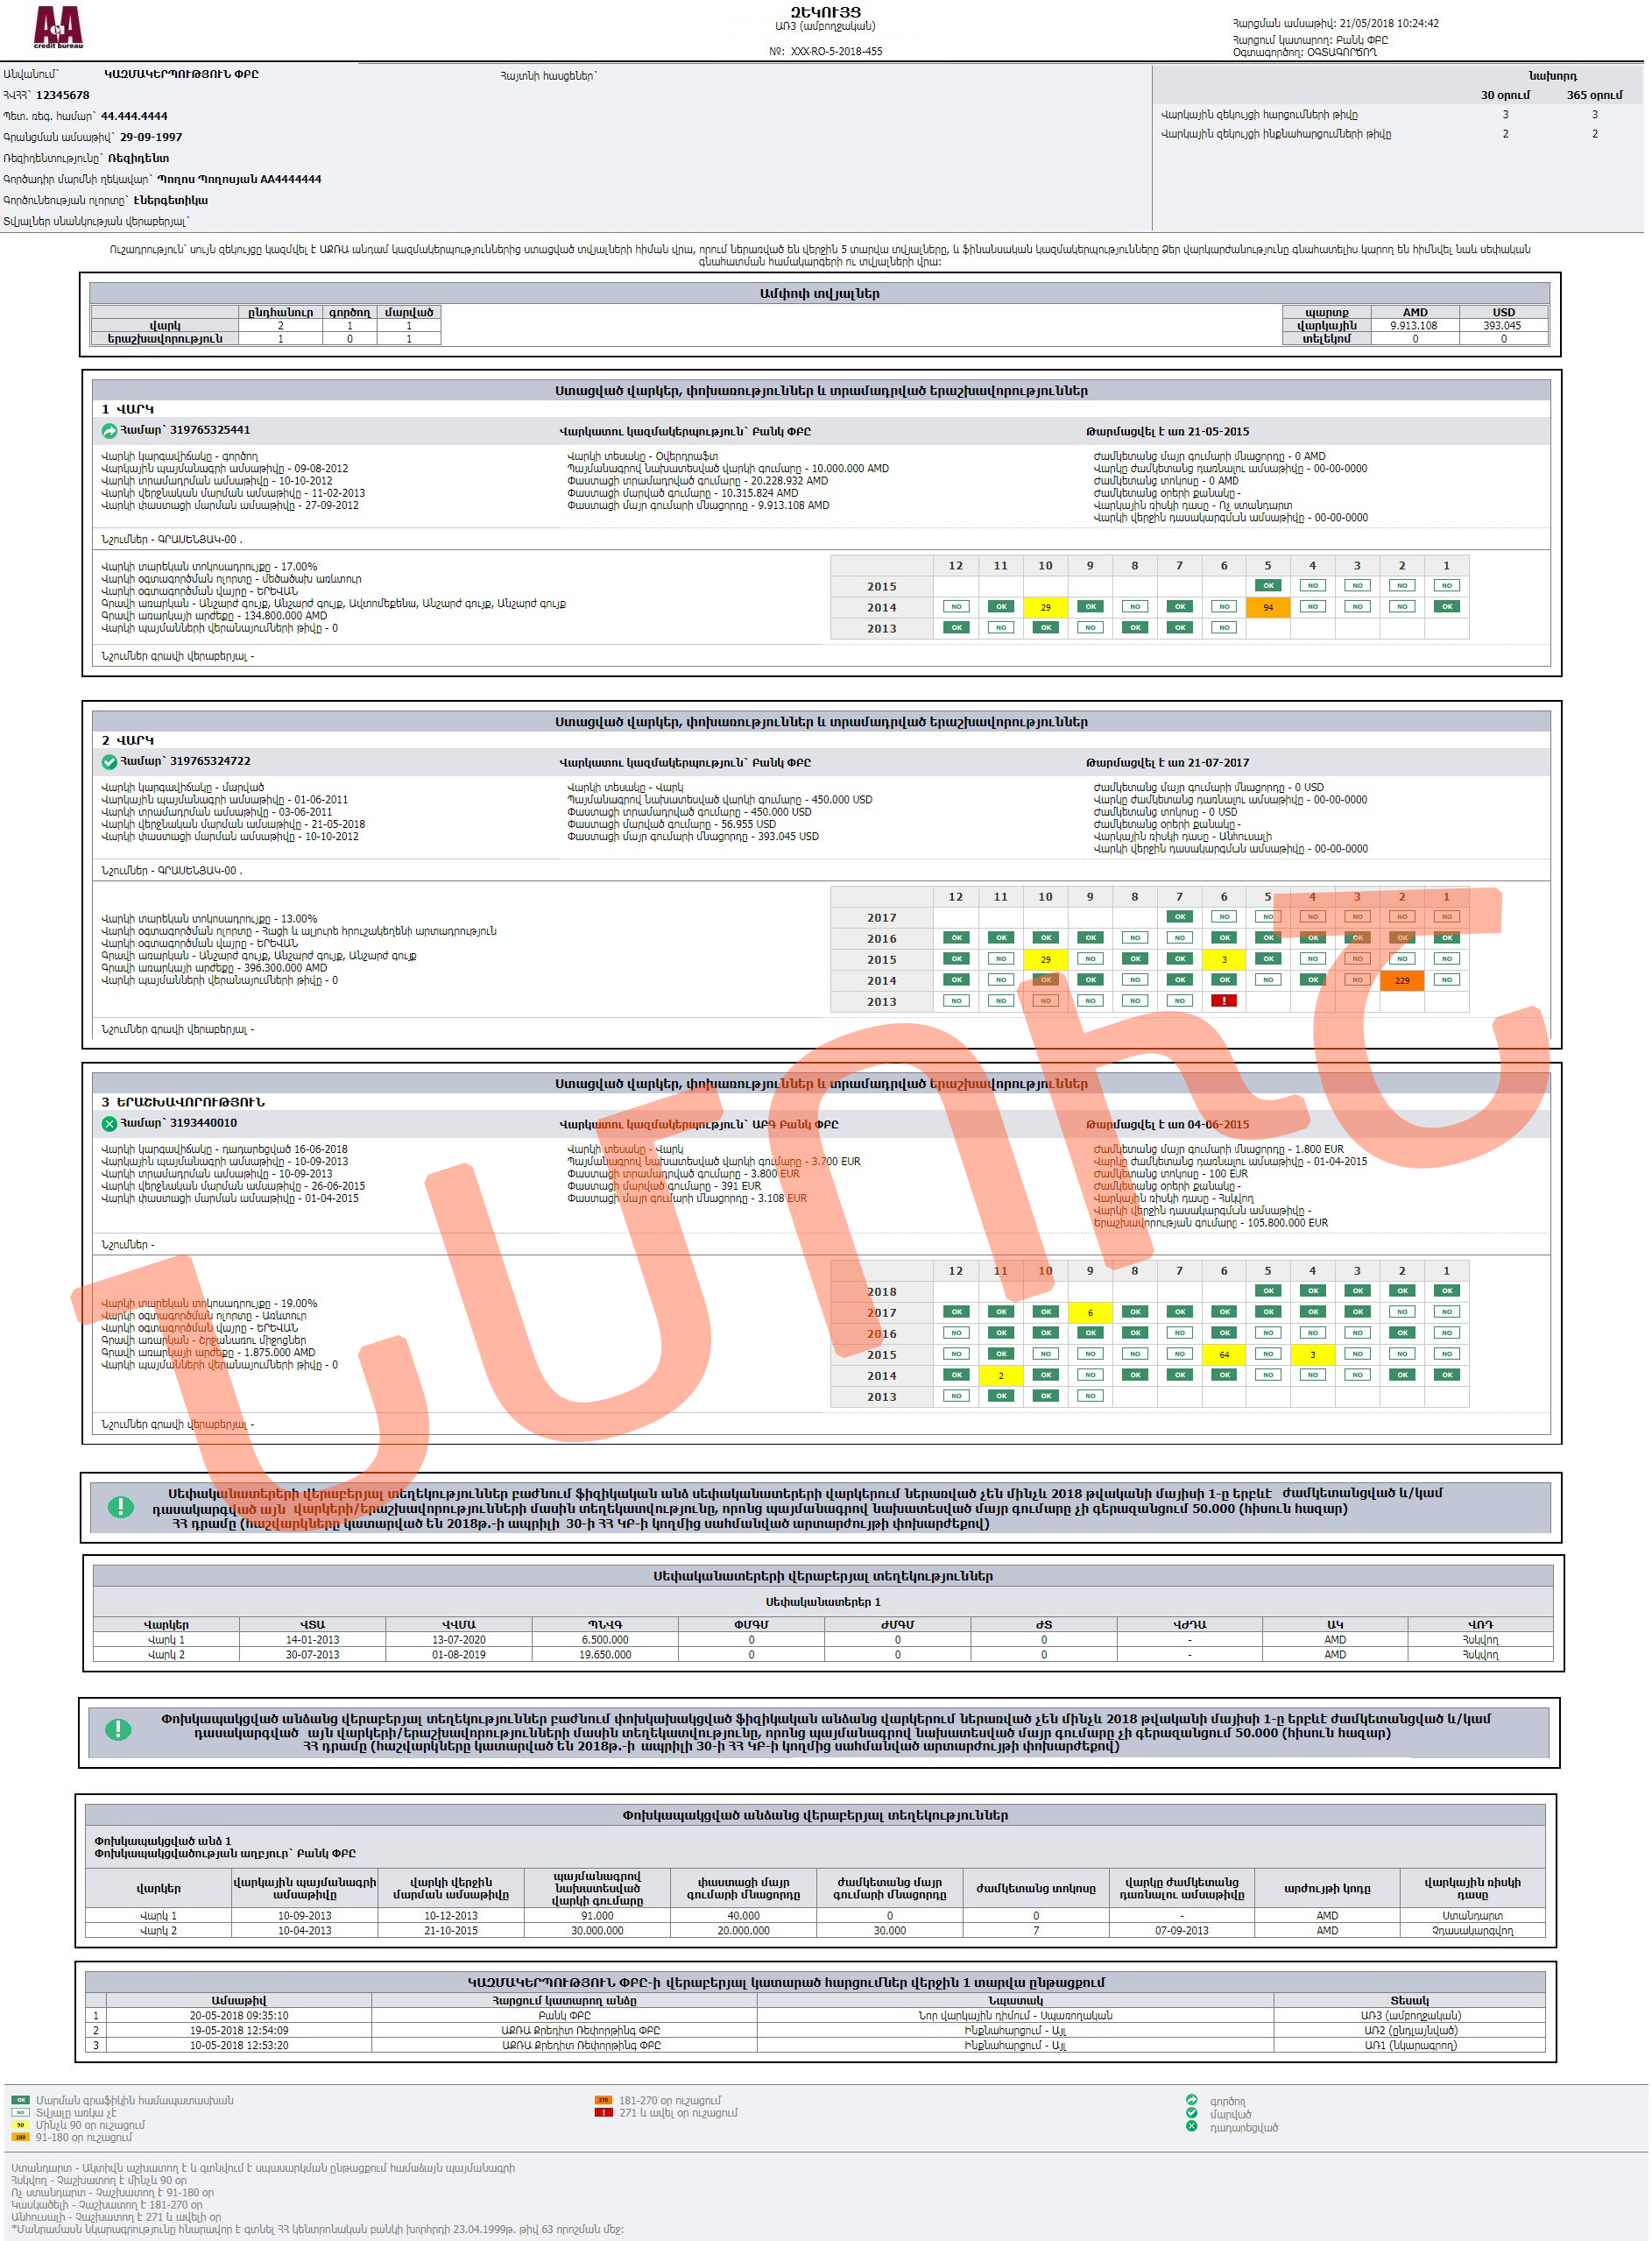 ACRA
credit bureau
ԶԵԿՈՒՅՑ
ԱՌ3 (ամբողջական)
№: XXX-RO-5-2018-455
Հարցման ամսաթիվ: 21/05/2018 10:24:42
Հարցում կատարող: Բանկ ՓԲԸ
Օգտագործող: ՕԳՏԱԳՈՐԾՈՂ
Անվանում` ԿԱԶՄԱԿԵՐՊՈՒԹՅՈՒՆ ՓԲԸ
Հայտնի հասցեներ`
ՀՎՀՀ` 12345678
Պետ. ռեգ. համար` 44.444.4444
Գրանցման ամսաթիվ` 29-09-1997
Ռեզիդենտությունը` Ռեզիդենտ
Գործադիր մարմնի ղեկավար` Պողոս Պողոսյան AA4444444
Գործունեության ոլորտը` Էներգետիկա
Տվյալներ սնանկության վերաբերյալ`
նախորդ
30 օրում 365 օրում
Վարկային զեկույցի հարցումների թիվը 3 3
Վարկային զեկույցի ինքնահարցումների թիվը 2 2
Ուշադրություն` սույն զեկույցը կազմվել է ԱՔՌԱ անդամ կազմակերպություններից ստացված տվյալների հիման վրա, որում ներառված են վերջին 5 տարվա տվյալները, և ֆինանսական կազմակերպությունները Ձեր վարկարժանությունը գնահատելիս կարող են հիմնվել նաև սեփական
գնահատման համակարգերի ու տվյալների վրա:
Ամփոփ տվյալներ
ընդհանուր գործող մարված
վարկ 2 1 1
երաշխավորություն 1 0 1
պարտք AMD USD
վարկային 9.913.108 393.045
տելեկոմ 0 0
Ստացված վարկեր, փոխառություններ և տրամադրված երաշխավորություններ
1 ՎԱՐԿ
Համար` 319765325441 Վարկատու կազմակերպություն` Բանկ ՓԲԸ Թարմացվել է առ 21-05-2015
Վարկի կարգավիճակը - գործող
Վարկային պայմանագրի ամսաթիվը - 09-08-2012
Վարկի տրամադրման ամսաթիվը - 10-10-2012
Վարկի վերջնական մարման ամսաթիվը - 11-02-2013
Վարկի փաստացի մարման ամսաթիվը - 27-09-2012
Վարկի տեսակը - Օվերդրաֆտ
Պայմանագրով նախատեսված վարկի գումարը - 10.000.000 AMD
Փաստացի տրամադրված գումարը - 20.228.932 AMD
Փաստացի մարված գումարը - 10.315.824 AMD
Փաստացի մայր գումարի մնացորդը - 9.913.108 AMD
Ժամկետանց մայր գումարի մնացորդը - 0 AMD
Վարկը ժամկետանց դառնալու ամսաթիվը - 00-00-0000
Ժամկետանց տոկոսը - 0 AMD
Ժամկետանց օրերի քանակը -
Վարկային ռիսկի դասը - Ոչ ստանդարտ
Վարկի վերջին դասակարգման ամսաթիվը - 00-00-0000
Նշումներ - ԳՐԱՍԵՆՅԱԿ-00 .
Վարկի տարեկան տոկոսադրույքը - 17.00%
Վարկի օգտագործման ոլորտը - մեծածախ առևտուր
Վարկի օգտագործման վայրը - ԵՐԵՎԱՆ
Գրավի առարկան - Անշարժ գույք, Անշարժ գույք, Ավտոմեքենա, Անշարժ գույք, Անշարժ գույք
Գրավի առարկայի արժեքը - 134.800.000 AMD
Վարկի պայմանների վերանայումների թիվը - 0
12 11 10 9 8 7 6 5 4 3 2 1
2015 OK NO NO NO NO
2014 NO OK 29 OK NO OK NO 94 NO NO NO OK
2013 OK NO OK NO OK OK NO
Նշումներ գրավի վերաբերյալ -
Ստացված վարկեր, փոխառություններ և տրամադրված երաշխավորություններ
2 ՎԱՐԿ
Համար` 319765324722 Վարկատու կազմակերպություն` Բանկ ՓԲԸ Թարմացվել է առ 21-07-2017
Վարկի կարգավիճակը - մարված
Վարկային պայմանագրի ամսաթիվը - 01-06-2011
Վարկի տրամադրման ամսաթիվը - 03-06-2011
Վարկի վերջնական մարման ամսաթիվը - 21-05-2018
Վարկի փաստացի մարման ամսաթիվը - 10-10-2012
Վարկի տեսակը - Վարկ
Պայմանագրով նախատեսված վարկի գումարը - 450.000 USD
Փաստացի տրամադրված գումարը - 450.000 USD
Փաստացի մարված գումարը - 56.955 USD
Փաստացի մայր գումարի մնացորդը - 393.045 USD
Ժամկետանց մայր գումարի մնացորդը - 0 USD
Վարկը ժամկետանց դառնալու ամսաթիվը - 00-00-0000
Ժամկետանց տոկոսը - 0 USD
Ժամկետանց օրերի քանակը -
Վարկային ռիսկի դասը - Անհուսալի
Վարկի վերջին դասակարգման ամսաթիվը - 00-00-0000
Նշումներ - ԳՐԱՍԵՆՅԱԿ-00 .
Վարկի տարեկան տոկոսադրույքը - 13.00%
Վարկի օգտագործման ոլորտը - Հացի և ալյուրե հրուշակեղենի արտադրություն
Վարկի օգտագործման վայրը - ԵՐԵՎԱՆ
Գրավի առարկան - Անշարժ գույք, Անշարժ գույք, Անշարժ գույք
Գրավի առարկայի արժեքը - 396.300.000 AMD
Վարկի պայմանների վերանայումների թիվը - 0
12 11 10 9 8 7 6 5 4 3 2 1
2017 OK NO NO NO NO NO NO
2016 OK OK OK OK NO NO OK OK OK OK OK OK
2015 OK NO 29 NO OK OK 3 OK NO NO NO NO
2014 OK NO OK OK NO OK OK NO OK NO 229 NO
2013 NO NO NO NO NO NO !
Նշումներ գրավի վերաբերյալ -
Ստացված վարկեր, փոխառություններ և տրամադրված երաշխավորություններ
3 ԵՐԱՇԽԱՎՈՐՈՒԹՅՈՒՆ
Համար` 3193440010 Վարկատու կազմակերպություն` ԱԲԳ Բանկ ՓԲԸ Թարմացվել է առ 04-06-2015
Վարկի կարգավիճակը - դադարեցված 16-06-2018
Վարկային պայմանագրի ամսաթիվը - 10-09-2013
Վարկի տրամադրման ամսաթիվը - 10-09-2013
Վարկի վերջնական մարման ամսաթիվը - 26-06-2015
Վարկի փաստացի մարման ամսաթիվը - 01-04-2015
Վարկի տեսակը - Վարկ
Պայմանագրով նախատեսված վարկի գումարը - 3.700 EUR
Փաստացի տրամադրված գումարը - 3.800 EUR
Փաստացի մարված գումարը - 391 EUR
Փաստացի մայր գումարի մնացորդը - 3.108 EUR
Ժամկետանց մայր գումարի մնացորդը - 1.800 EUR
Վարկը ժամկետանց դառնալու ամսաթիվը - 01-04-2015
Ժամկետանց տոկոսը - 100 EUR
Ժամկետանց օրերի քանակը -
Վարկային ռիսկի դասը - Հսկվող
Վարկի վերջին դասակարգման ամսաթիվը -
Երաշխավորության գումարը - 105.800.000 EUR
Նշումներ -
Վարկի տարեկան տոկոսադրույքը - 19.00%
Վարկի օգտագործման ոլորտը - Առևտուր
Վարկի օգտագործման վայրը - ԵՐԵՎԱՆ
Գրավի առարկան - Շրջանառու միջոցներ
Գրավի առարկայի արժեքը - 1.875.000 AMD
Վարկի պայմանների վերանայումների թիվը - 0
12 11 10 9 8 7 6 5 4 3 2 1
2018 OK OK OK OK OK
2017 OK OK OK 6 OK OK OK OK OK OK NO NO
2016 NO OK OK OK OK NO OK NO NO NO OK NO
2015 NO OK NO NO NO NO 64 NO 3 NO NO NO
2014 OK 2 OK NO OK OK OK NO NO NO OK OK
2013 NO OK OK NO
Նշումներ գրավի վերաբերյալ -
ՆՄՈՒՇ
Սեփականատերերի վերաբերյալ տեղեկություններ բաժնում ֆիզիկական անձ սեփականատերերի վարկերում ներառված չեն մինչև 2018 թվականի մայիսի 1-ը երբևէ ժամկետանցված և/կամ
դասակարգված այն վարկերի/երաշխավորությունների մասին տեղեկատվությունը, որոնց պայմանագրով նախատեսված մայր գումարը չի գերազանցում 50.000 (հիսուն հազար)
ՀՀ դրամը (հաշվարկները կատարված են 2018թ.-ի ապրիլի 30-ի ՀՀ ԿԲ-ի կողմից սահմանված արտարժույթի փոխարժեքով)
Սեփականատերերի վերաբերյալ տեղեկություններ
Սեփականատերեր 1
Վարկեր ՎՏԱ ՎՎՄԱ ՊՆՎԳ ՓՄԳՄ ԺՄԳՄ ԺՏ ՎԺԴԱ ԱԿ ՎՌԴ
Վարկ 1 14-01-2013 13-07-2020 6.500.000 0 0 0 - AMD Հսկվող
Վարկ 2 30-07-2013 01-08-2019 19.650.000 0 0 0 - AMD Հսկվող
Փոխկապակցված անձանց վերաբերյալ տեղեկություններ բաժնում փոխկախակցված ֆիզիկական անձանց վարկերում ներառված չեն մինչև 2018 թվականի մայիսի 1-ը երբևէ ժամկետանցված և/կամ
դասակարգված այն վարկերի/երաշխավորությունների մասին տեղեկատվությունը, որոնց պայմանագրով նախատեսված մայր գումարը չի գերազանցում 50.000 (հիսուն հազար)
ՀՀ դրամը (հաշվարկները կատարված են 2018թ.-ի ապրիլի 30-ի ՀՀ ԿԲ-ի կողմից սահմանված արտարժույթի փոխարժեքով)
Փոխկապակցված անձանց վերաբերյալ տեղեկություններ
Փոխկապակցված անձ 1
Փոխկապակցվածության աղբյուր` Բանկ ՓԲԸ
վարկեր
վարկային պայմանագրի
ամսաթիվը
վարկի վերջին
մարման ամսաթիվը
պայմանագրով
նախատեսված
վարկի գումարը
փաստացի մայր
գումարի մնացորդը
ժամկետանց մայր
գումարի մնացորդը
ժամկետանց տոկոսը
վարկը ժամկետանց
դառնալու ամսաթիվը
արժույթի կոդը
վարկային ռիսկի
դասը
Վարկ 1 10-09-2013 10-12-2013 91.000 40.000 0 0 - AMD Ստանդարտ
Վարկ 2 10-04-2013 21-10-2015 30.000.000 20.000.000 30.000 7 07-09-2013 AMD Չդասակարգվող
ԿԱԶՄԱԿԵՐՊՈՒԹՅՈՒՆ ՓԲԸ-ի վերաբերյալ կատարած հարցումներ վերջին 1 տարվա ընթացքում
Ամսաթիվ Հարցում կատարող անձը Նպատակ Տեսակ
1 20-05-2018 09:35:10 Բանկ ՓԲԸ Նոր վարկային դիմում - Սպառողական ԱՌ3 (ամբողջական)
2 19-05-2018 12:54:09 ԱՔՌԱ Քրեդիտ Ռեփորթինգ ՓԲԸ Ինքնահարցում - Այլ ԱՌ2 (ընդլայնված)
3 10-05-2018 12:53:20 ԱՔՌԱ Քրեդիտ Ռեփորթինգ ՓԲԸ Ինքնահարցում - Այլ ԱՌ1 (նկարագրող)
OK Մարման գրաֆիկին համապատասխան
NO Տվյալը առկա չէ
90 Մինչև 90 օր ուշացում
180 91-180 օր ուշացում
270 181-270 օր ուշացում
! 271 և ավել օր ուշացում
գործող
մարված
դադարեցված
Ստանդարտ - Ակտիվն աշխատող է և գտնվում է սպասարկման ընթացքում համաձայն պայմանագրի
Հսկվող - Չաշխատող է մինչև 90 օր
Ոչ ստանդարտ - Չաշխատող է 91-180 օր
Կասկածելի - Չաշխատող է 181-270 օր
Անհուսալի - Չաշխատող է 271 և ավելի օր
*Մանրամասն նկարագրությունը հնարավոր է գտնել ՀՀ կենտրոնական բանկի խորհրդի 23.04.1999թ. թիվ 63 որոշման մեջ: